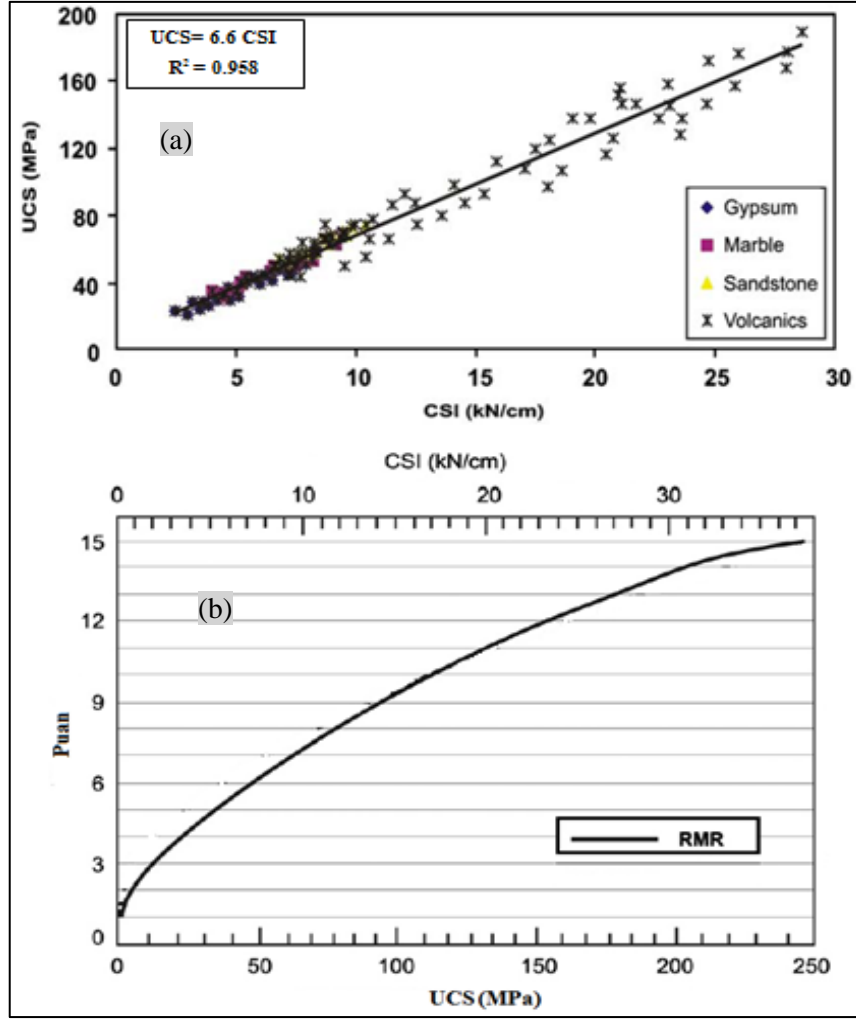 200
160
120
80
40
0
UCS (MPa)
UCS= 6.6 CSI
R² = 0.958
(a)
Gypsum
Marble
Sandstone
Volcanics
0 5 10 15 20 25 30
CSI (kN/cm)
CSI (kN/cm)
0 10 20 30
15
12
9
6
3
0
Puan
(b)
RMR
0 50 100 150 200 250
UCS (MPa)